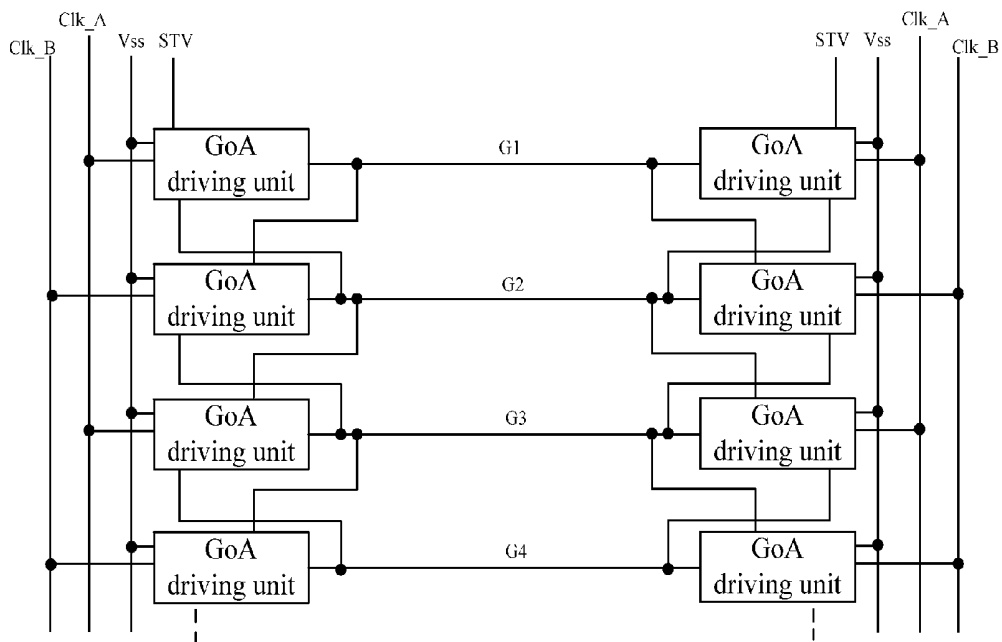 Clk_A Clk_A
Clk_B Vss STV STV Vss Clk_B
GoA GoA
driving unit G1 driving unit
GoA GoA
driving unit G2 driving unit
GoA GoA
driving unit G3 driving unit
GoA GoA
driving unit G4 driving unit